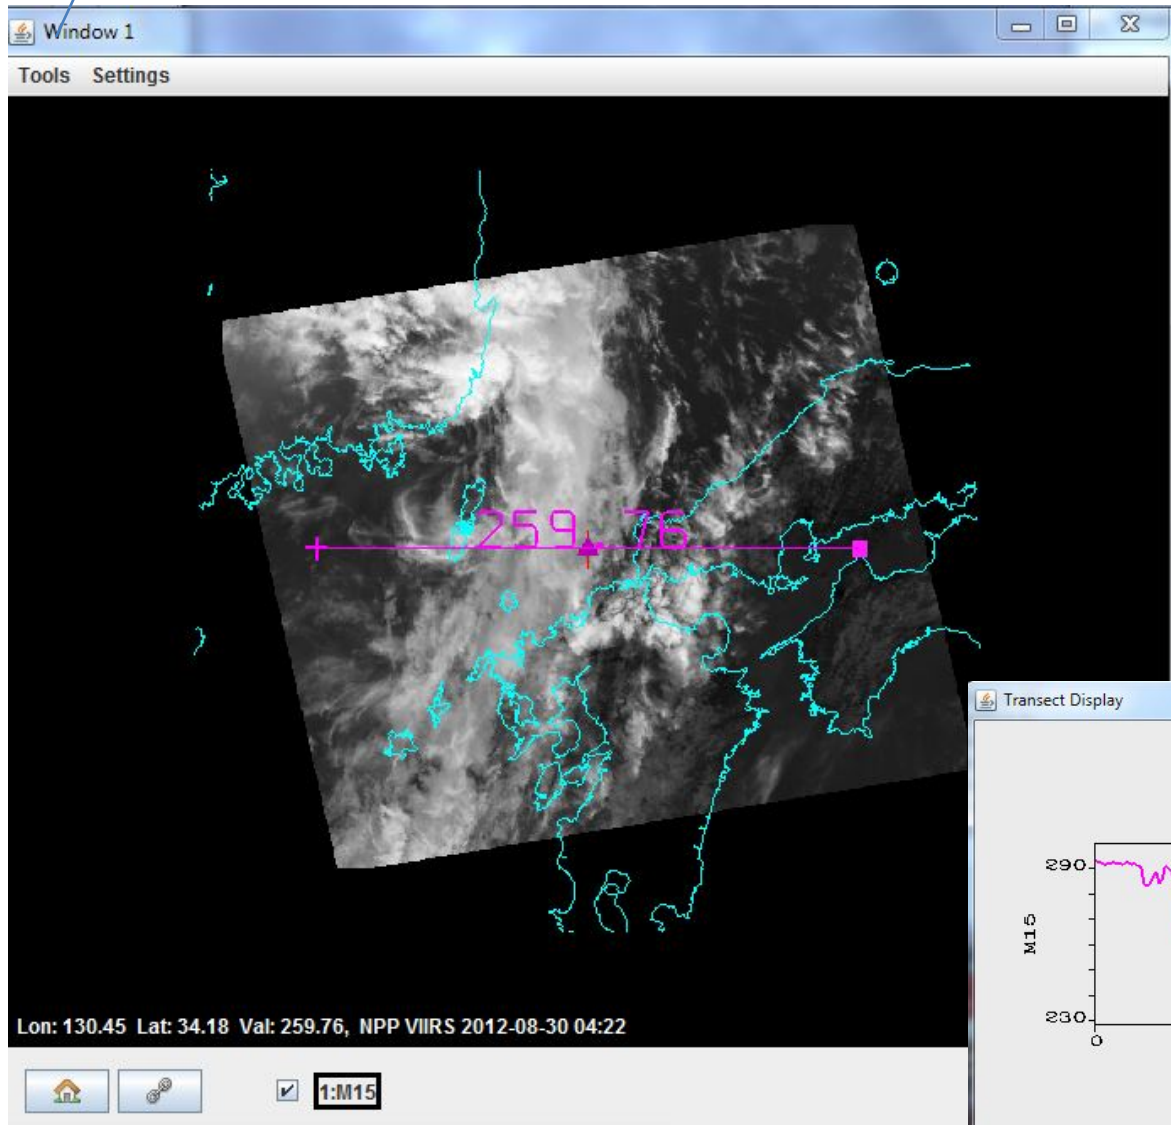 Window 1
Tools Settings
259.76
Transect Display
290
M15
230
0
Lon: 130.45 Lat: 34.18 Val: 259.76, NPP VIIRS 2012-08-30 04:22
1:M15